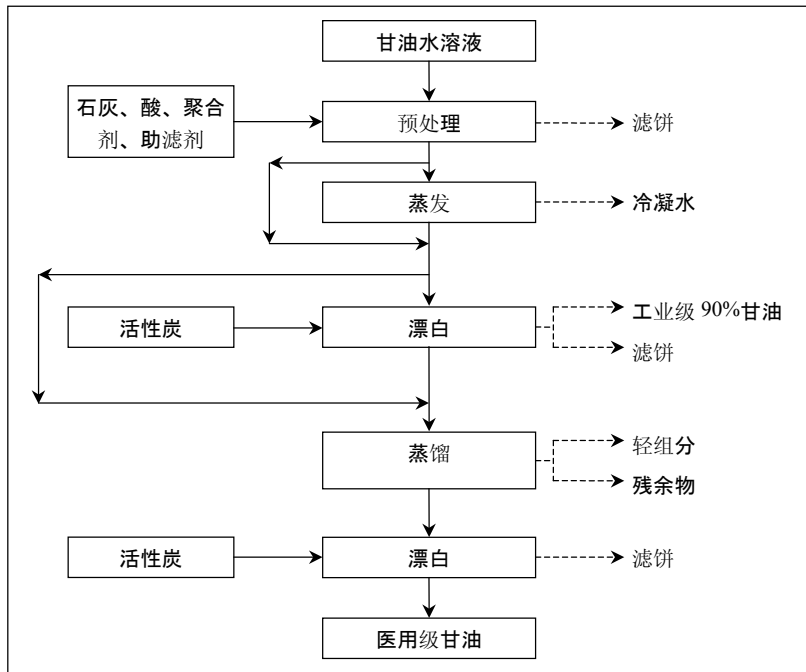 甘油水溶液
石灰、酸、聚合
剂、助滤剂
预处理
滤饼
蒸发
冷凝水
工业级 90%甘油
活性炭
漂白
滤饼
轻组分
蒸馏
残余物
活性炭
漂白
滤饼
医用级甘油